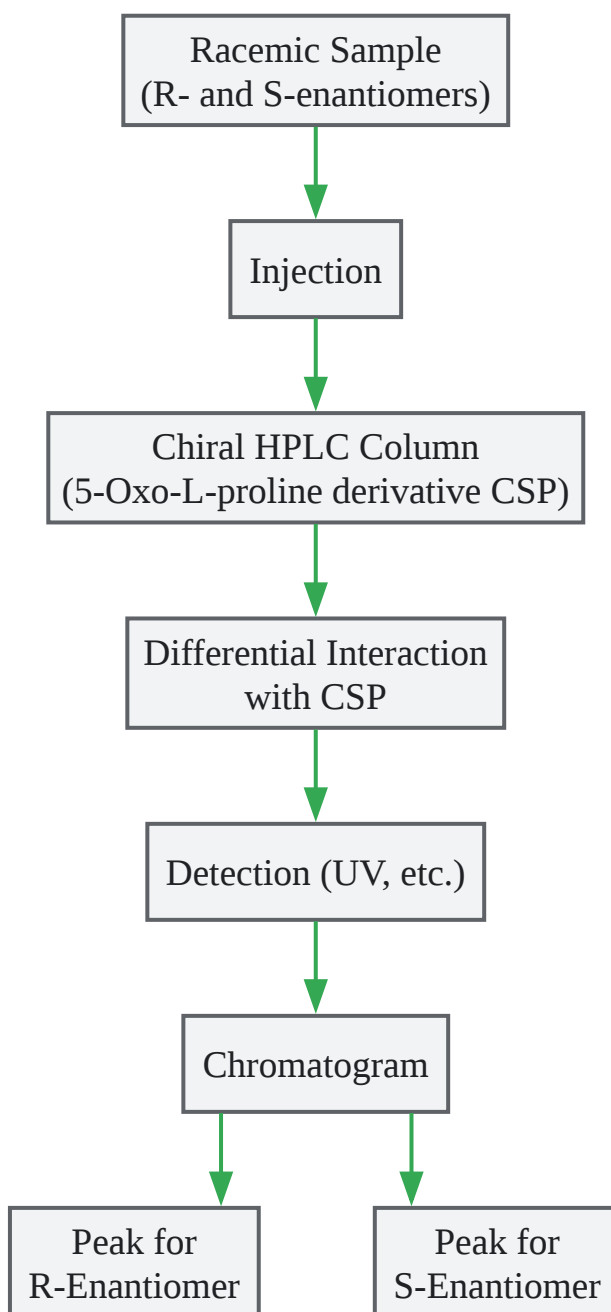 Racemic Sample
(R- and S-enantiomers)
Injection
Chiral HPLC Column
(5-Oxo-L-proline derivative CSP)
Differential Interaction
with CSP
Detection (UV, etc.)
Chromatogram
Peak for
R-Enantiomer
Peak for
S-Enantiomer